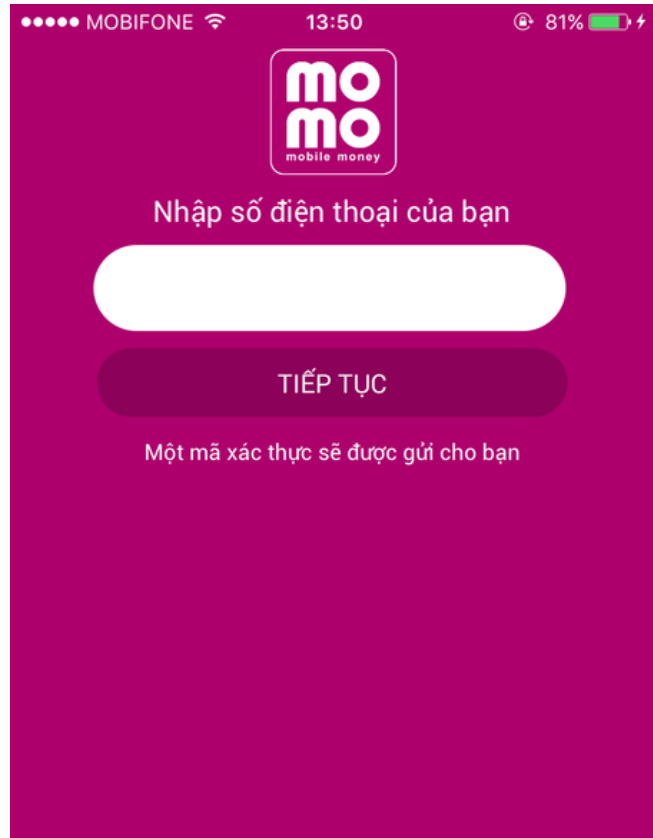 MOBIFONE 13:50 81%
mo
mo
mobile money
Nhập số điện thoại của bạn
TIẾP TỤC
Một mã xác thực sẽ được gửi cho bạn